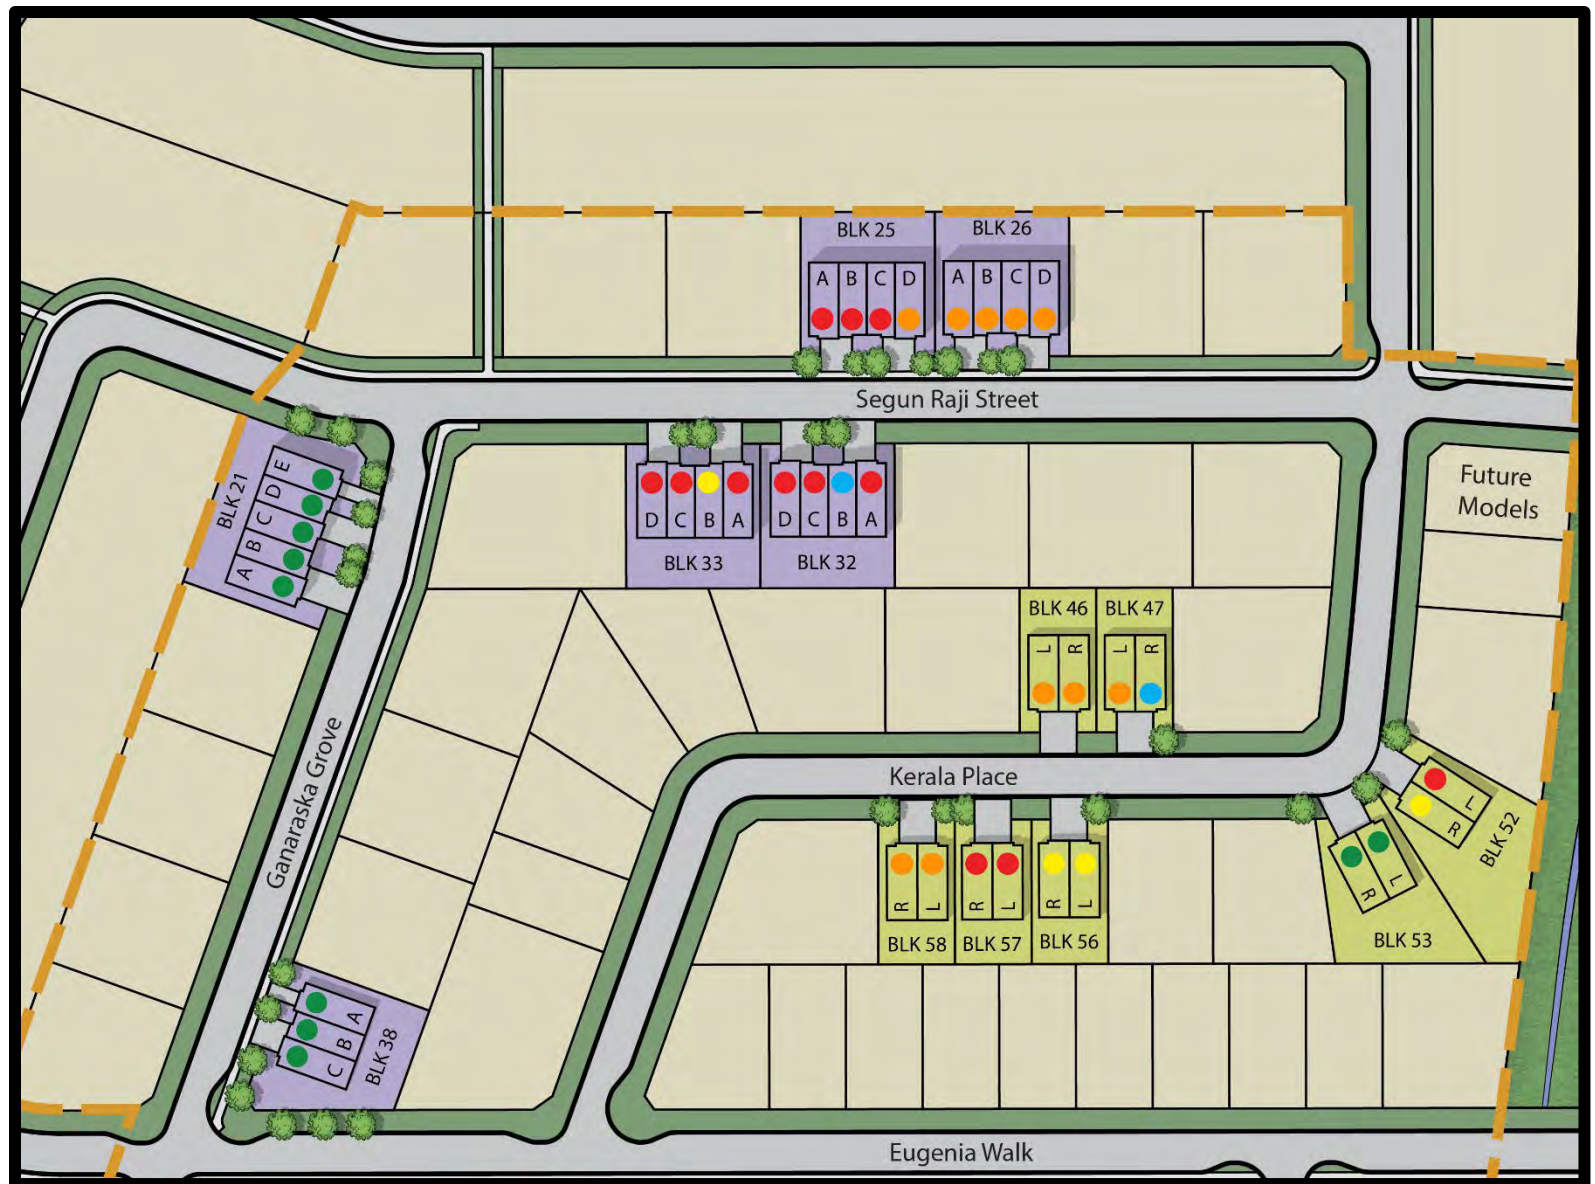 BLK 25
BLK 26
A B C D
A B C D
Segun Raji Street
BLK 21
E
D
C
B
A
D C B A
D C B A
BLK 33
BLK 32
Future
Models
BLK 46
BLK 47
L R
L R
Ganaraska Grove
Kerala Place
L
R
BLK 52
R L
BLK 53
R L
R L
R L
BLK 58
BLK 57
BLK 56
A
B
C
BLK 38
Eugenia Walk